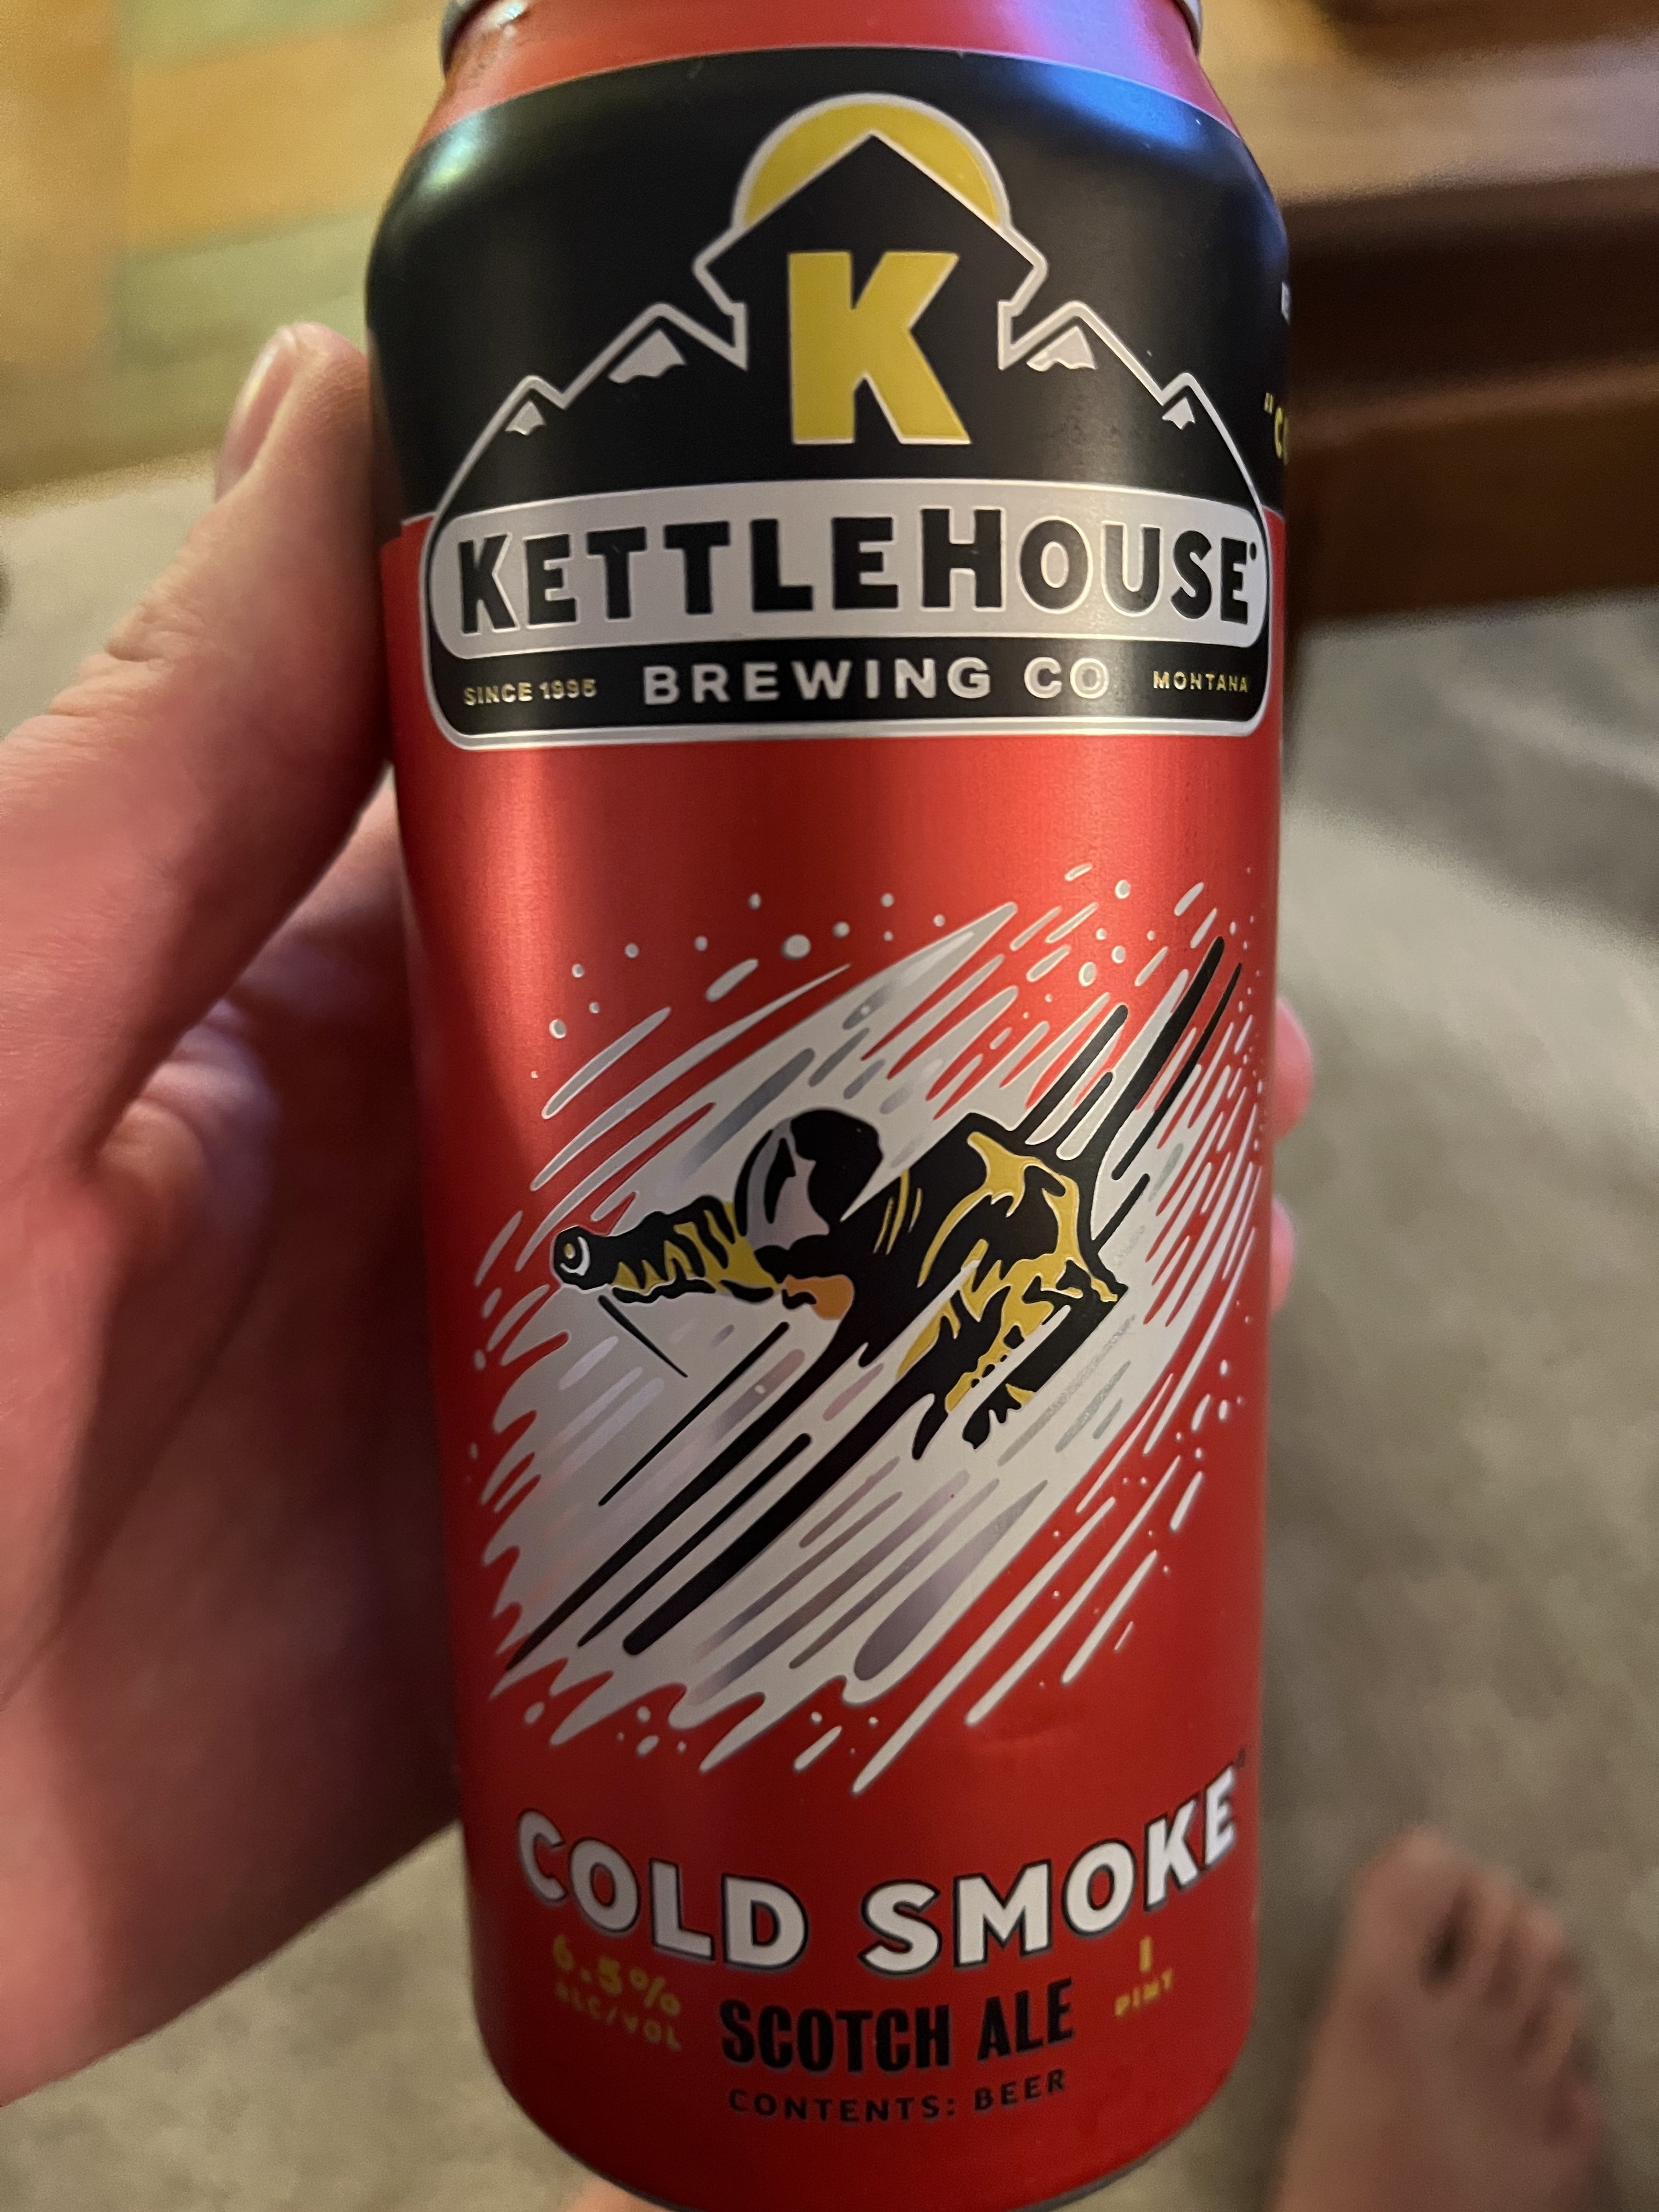 K
KETTLEHOUSE®
SINCE 1995 BREWING CO MONTANA
COLD SMOKE
6.5% ALC/VOL
SCOTCH ALE
1 PINT
CONTENTS: BEER